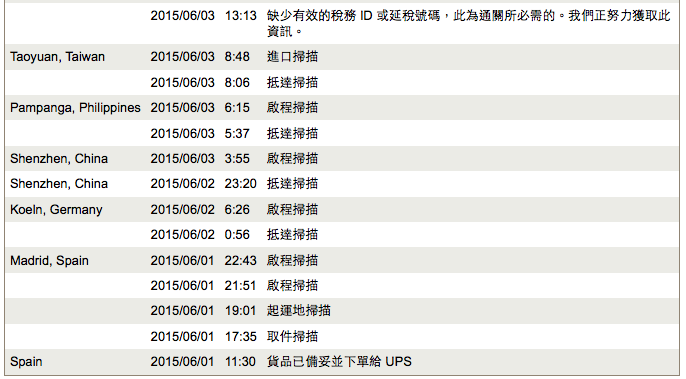 2015/06/03 13:13 缺少有效的稅務 ID 或延稅號碼，此為通關所必需的。我們正努力獲取此
資訊。
Taoyuan, Taiwan 2015/06/03 8:48 進口掃描
2015/06/03 8:06 抵達掃描
Pampanga, Philippines 2015/06/03 6:15 啟程掃描
2015/06/03 5:37 抵達掃描
Shenzhen, China 2015/06/03 3:55 啟程掃描
Shenzhen, China 2015/06/02 23:20 抵達掃描
Koeln, Germany 2015/06/02 6:26 啟程掃描
2015/06/02 0:56 抵達掃描
Madrid, Spain 2015/06/01 22:43 啟程掃描
2015/06/01 21:51 啟程掃描
2015/06/01 19:01 起運地掃描
2015/06/01 17:35 取件掃描
Spain 2015/06/01 11:30 貨品已備妥並下單給 UPS